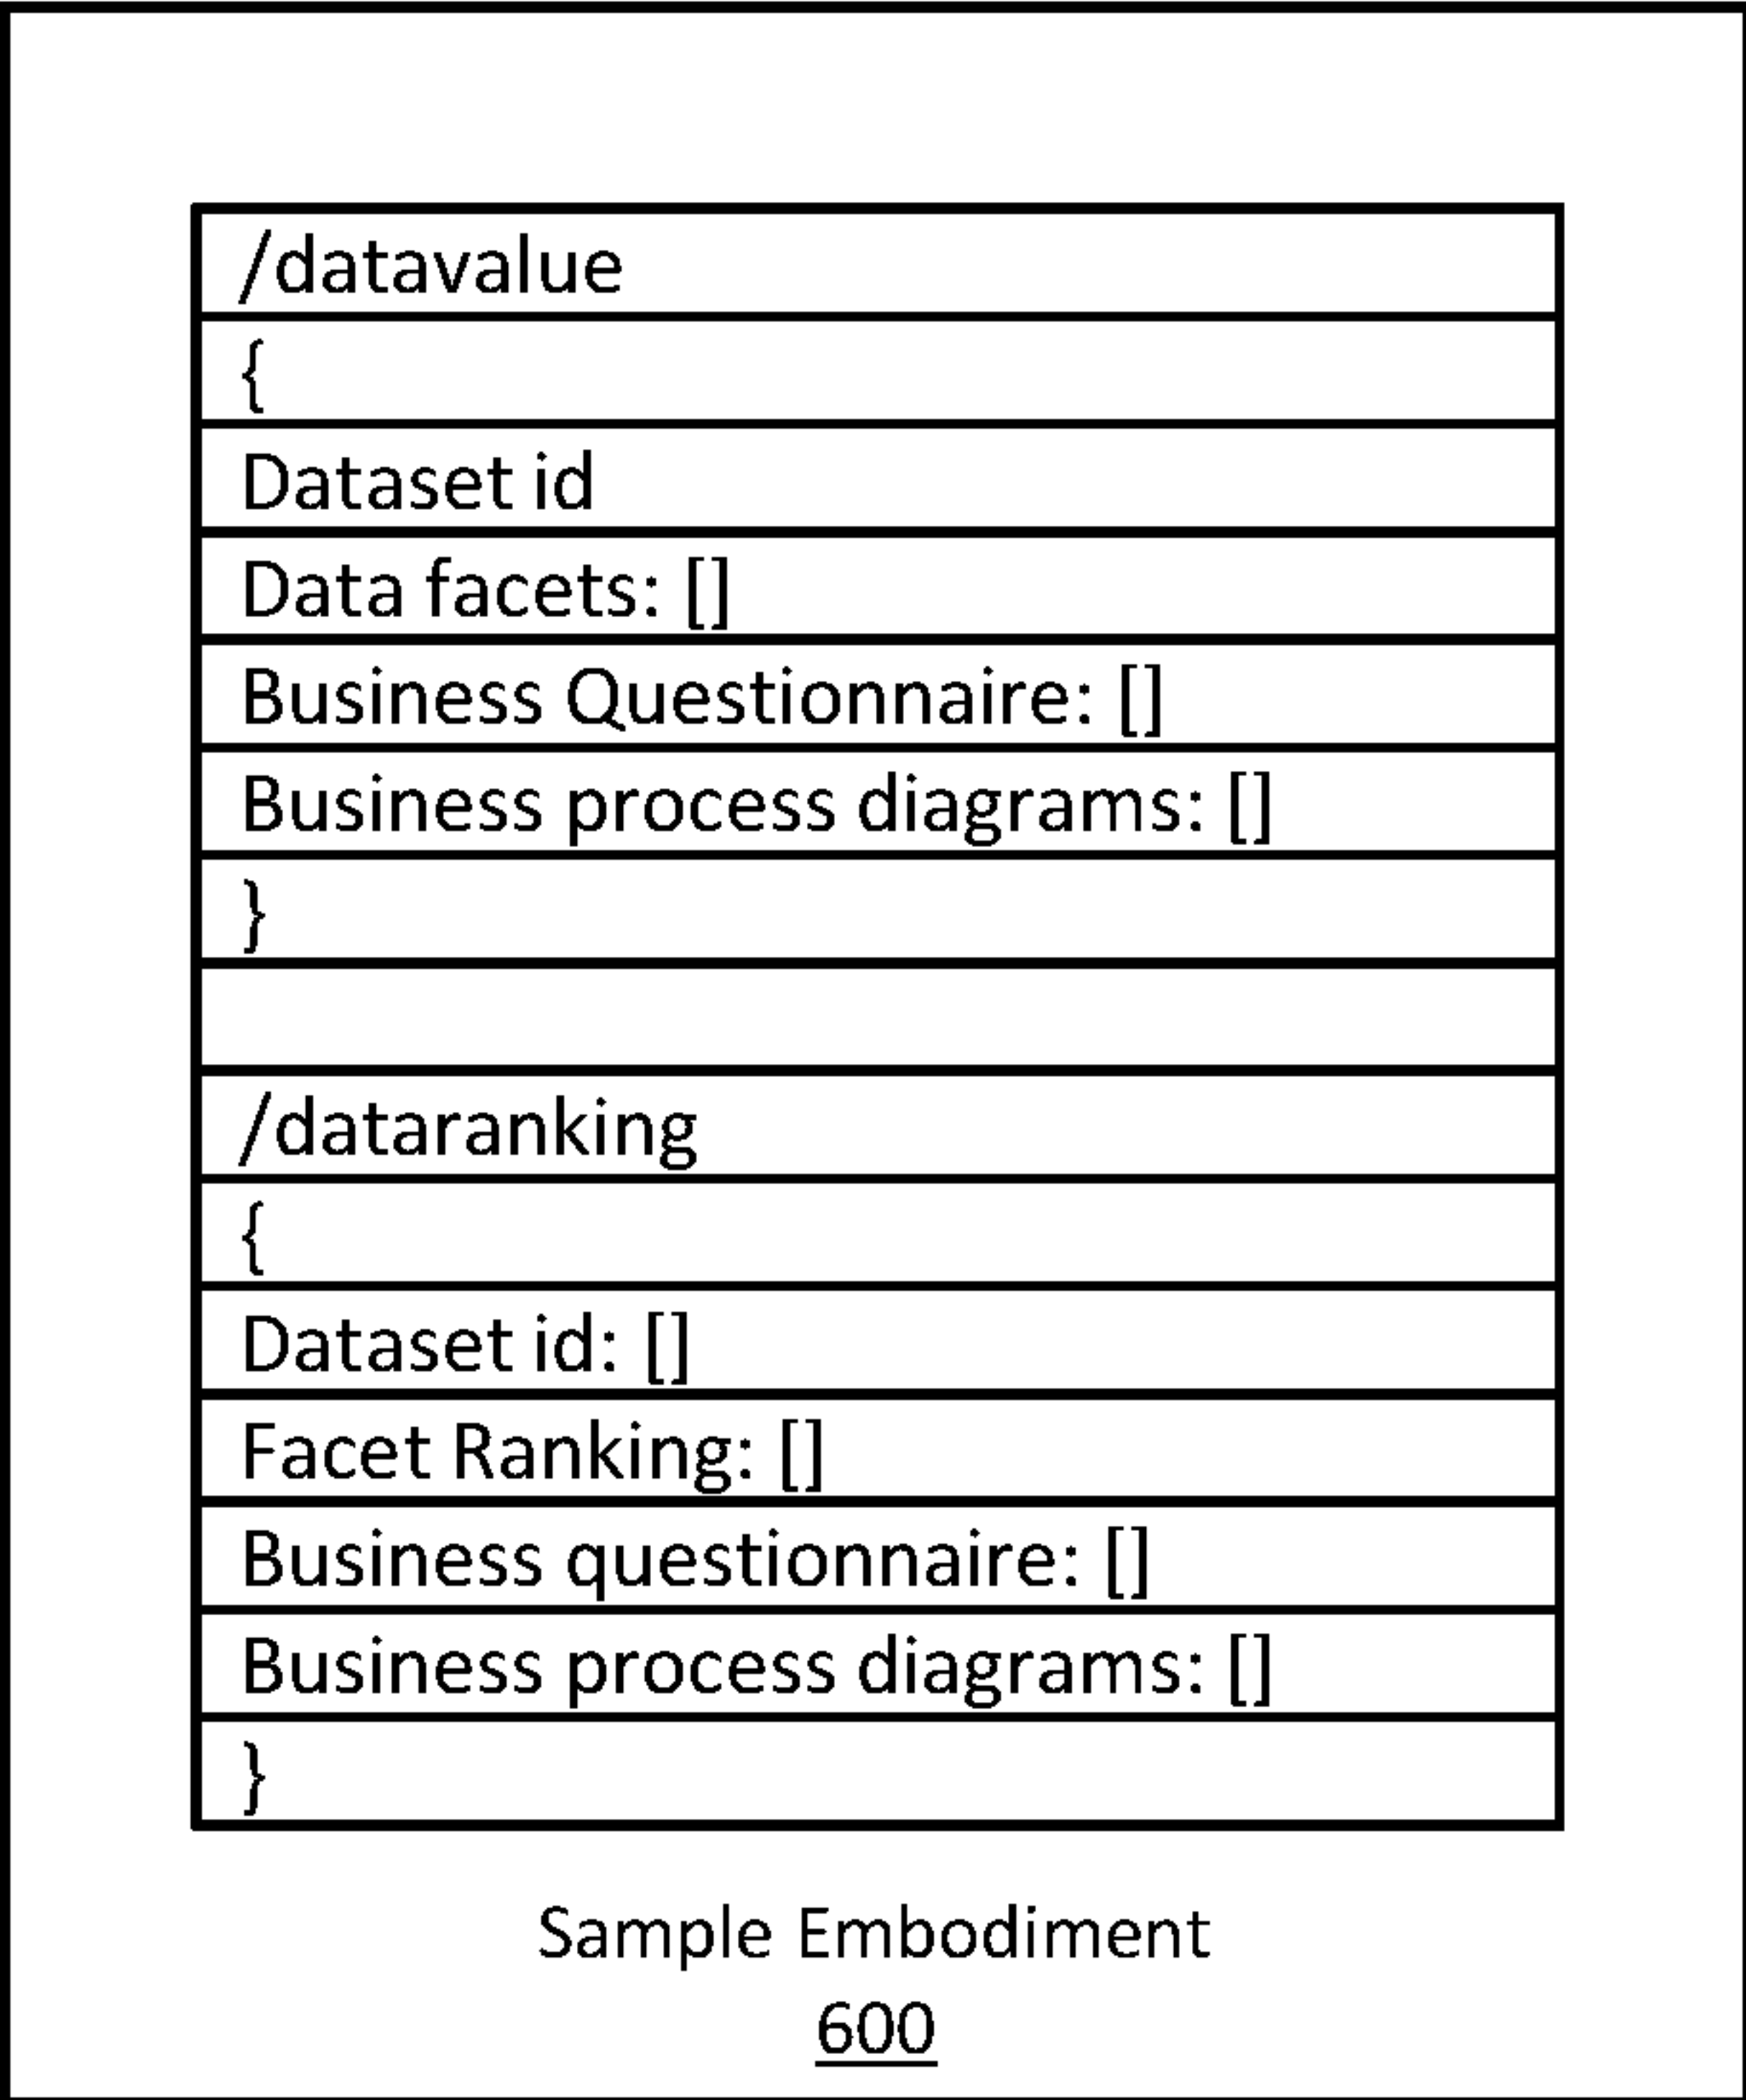 /datavalue
{
Dataset id
Data facets: []
Business Questionnaire: []
Business process diagrams: []
}
/dataranking
{
Dataset id: []
Facet Ranking: []
Business questionnaire: []
Business process diagrams: []
}
Sample Embodiment
600